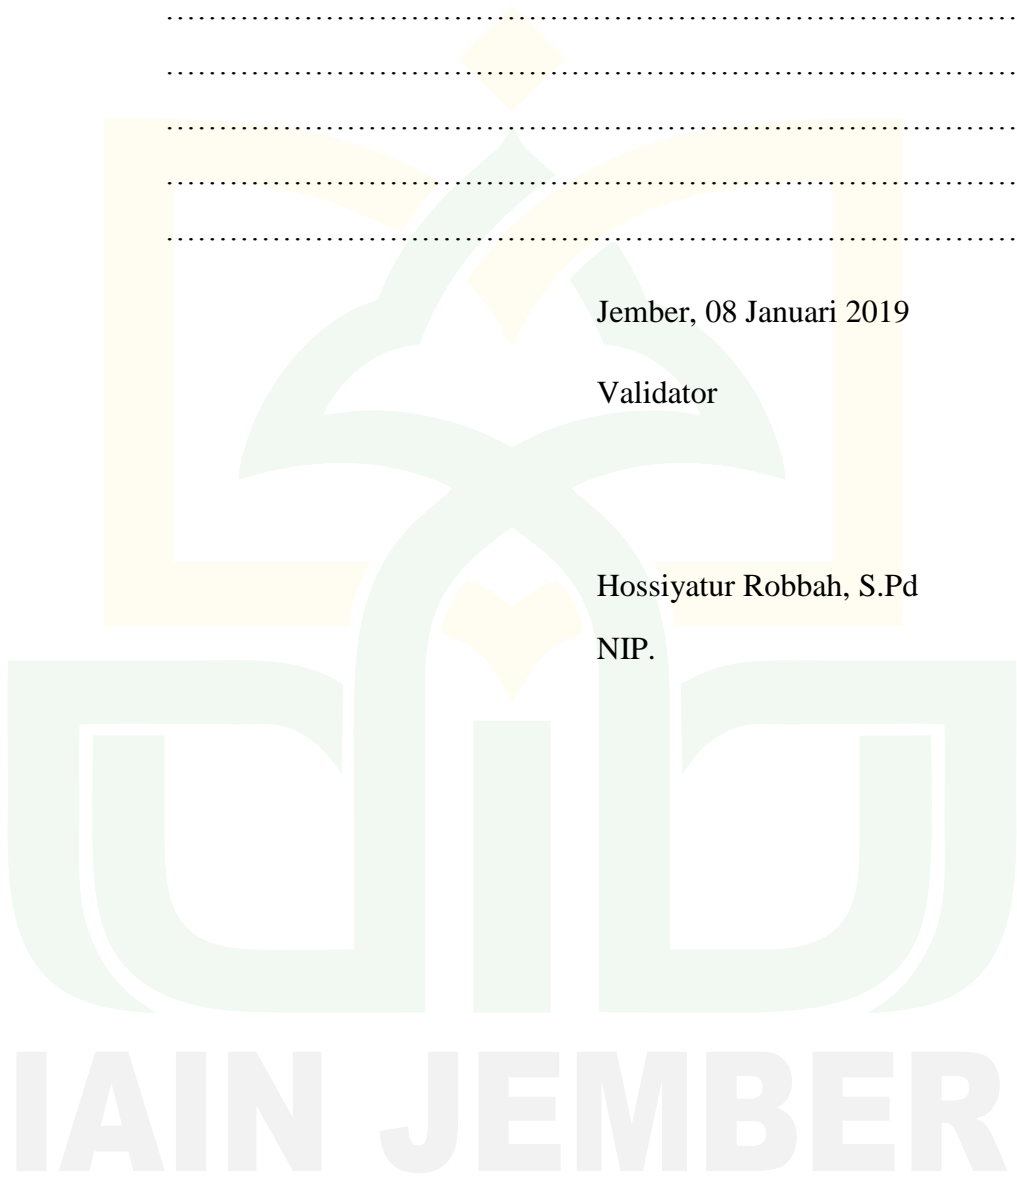 ……………………………………………………………………………………
……………………………………………………………………………………
……………………………………………………………………………………
……………………………………………………………………………………
……………………………………………………………………………………
Jember, 08 Januari 2019
Validator
Hossiyatur Robbah, S.Pd
NIP.
IAIN JEMBER